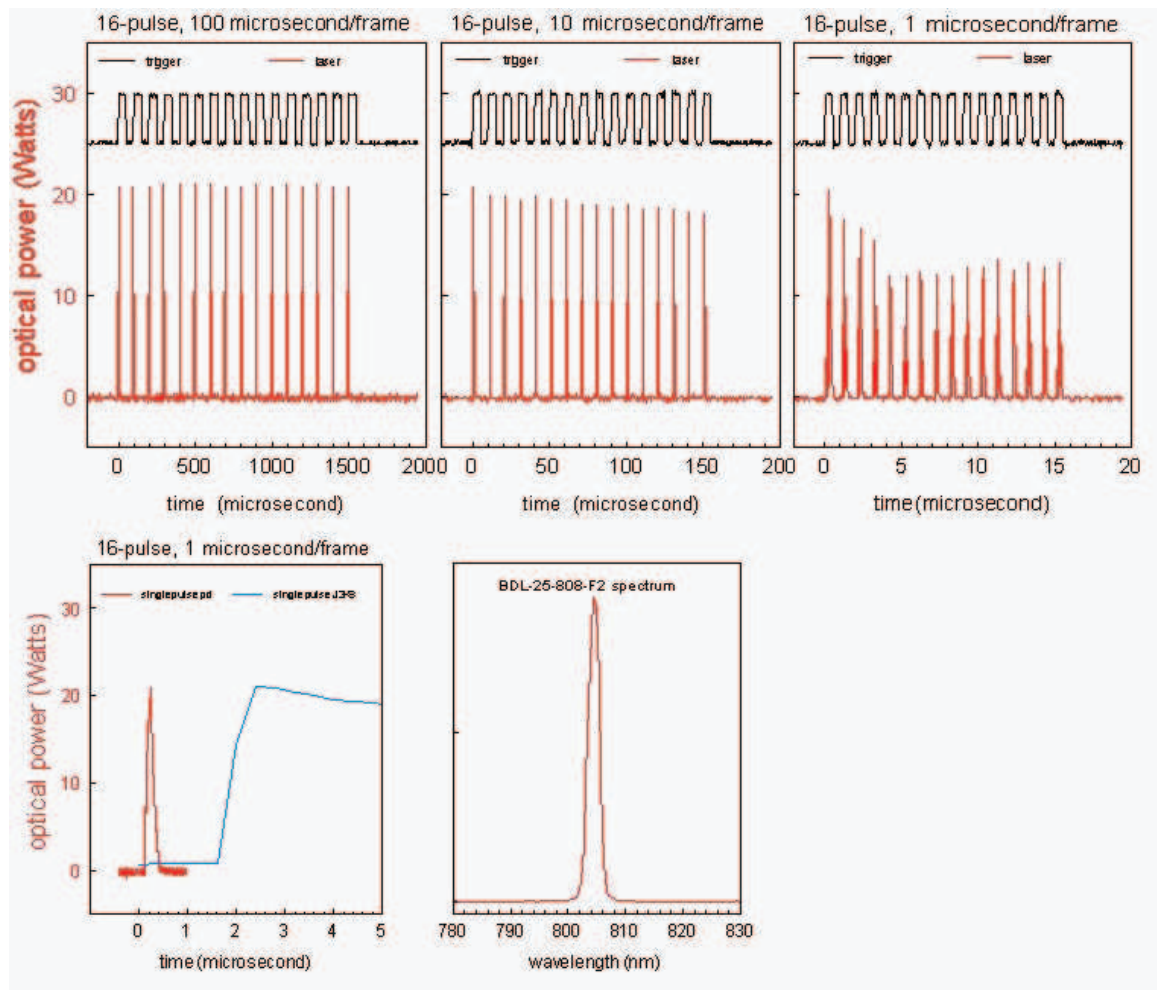 16-pulse, 100 microsecond/frame
16-pulse, 10 microsecond/frame
16-pulse, 1 microsecond/frame
trigger laser
trigger laser
trigger laser
optical power (Watts)
30
20
10
0
0 500 1000 1500 2000
0 50 100 150 200
0 5 10 15 20
time (microsecond)
time (microsecond)
time (microsecond)
16-pulse, 1 microsecond/frame
singlepulsepd
BDL-25-808-F2 spectrum
optical power (Watts)
30
20
10
0
0 1 2 3 4 5
780 790 800 810 820 830
time (microsecond)
wavelength (nm)